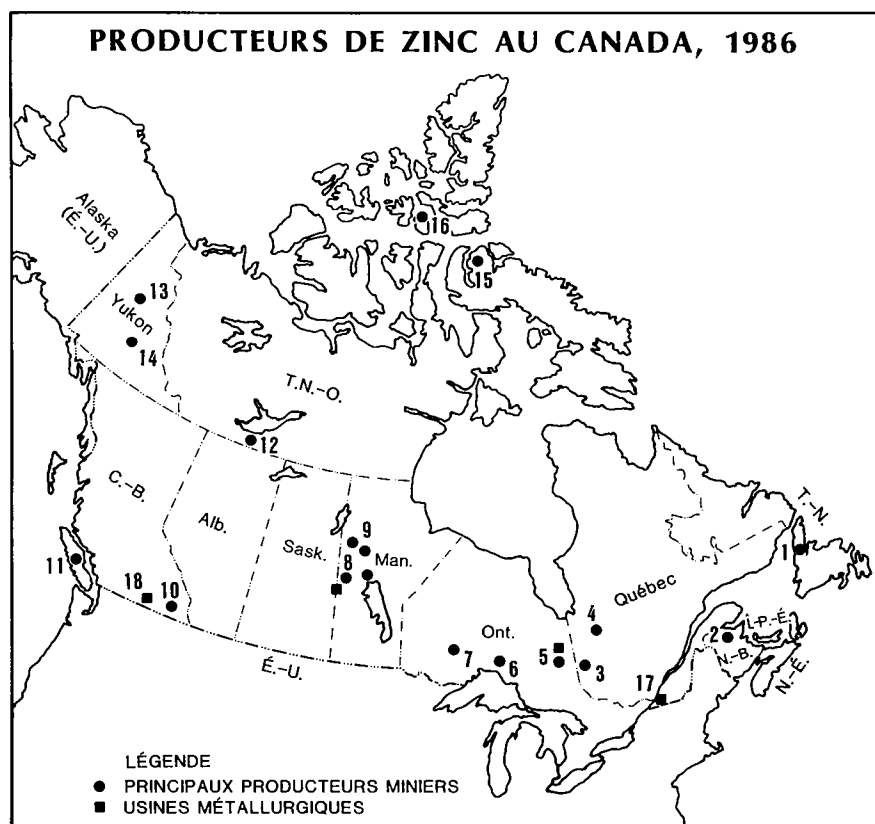 PRODUCTEURS DE ZINC AU CANADA, 1986
Alaska
(É.-U.)
16
15
13
Yukon
14
T.N.-O.
12
C.-B.
Alb.
Sask.
9
8
Man.
11
18
10
É.-U.
T.-N.
1
Québec
4
Ont.
7
6
5
3
2
Î.-P.-É.
N.-B.
N.-É.
17
LÉGENDE
● PRINCIPAUX PRODUCTEURS MINIERS
■ USINES MÉTALLURGIQUES